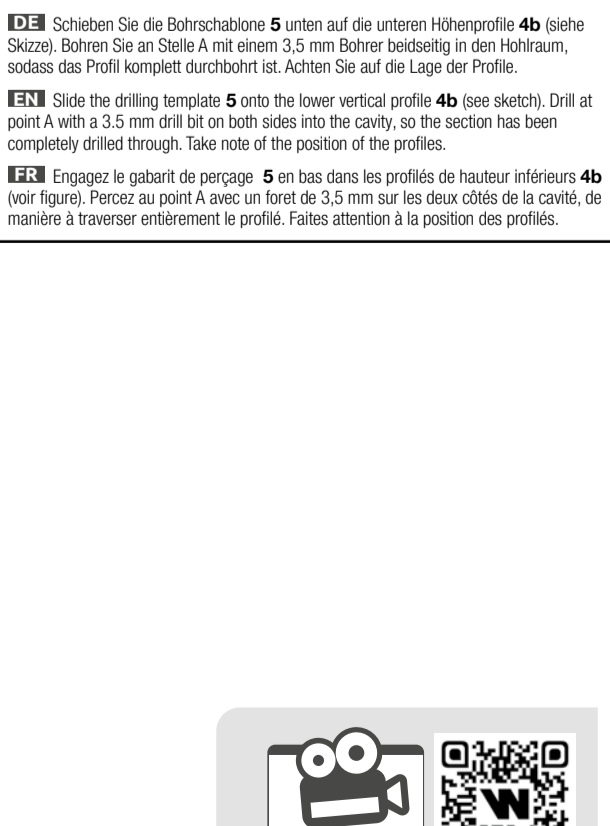 DE Schieben Sie die Bohrschablone 5 unten auf die unteren Höhenprofile 4b (siehe
Skizze). Bohren Sie an Stelle A mit einem 3,5 mm Bohrer beidseitig in den Hohlraum,
sodass das Profil komplett durchbohrt ist. Achten Sie auf die Lage der Profile.
EN Slide the drilling template 5 onto the lower vertical profile 4b (see sketch). Drill at
point A with a 3.5 mm drill bit on both sides into the cavity, so the section has been
completely drilled through. Take note of the position of the profiles.
FR Engagez le gabarit de perçage 5 en bas dans les profilés de hauteur inférieurs 4b
(voir figure). Percez au point A avec un foret de 3,5 mm sur les deux côtés de la cavité, de
manière à traverser entièrement le profilé. Faites attention à la position des profilés.
W